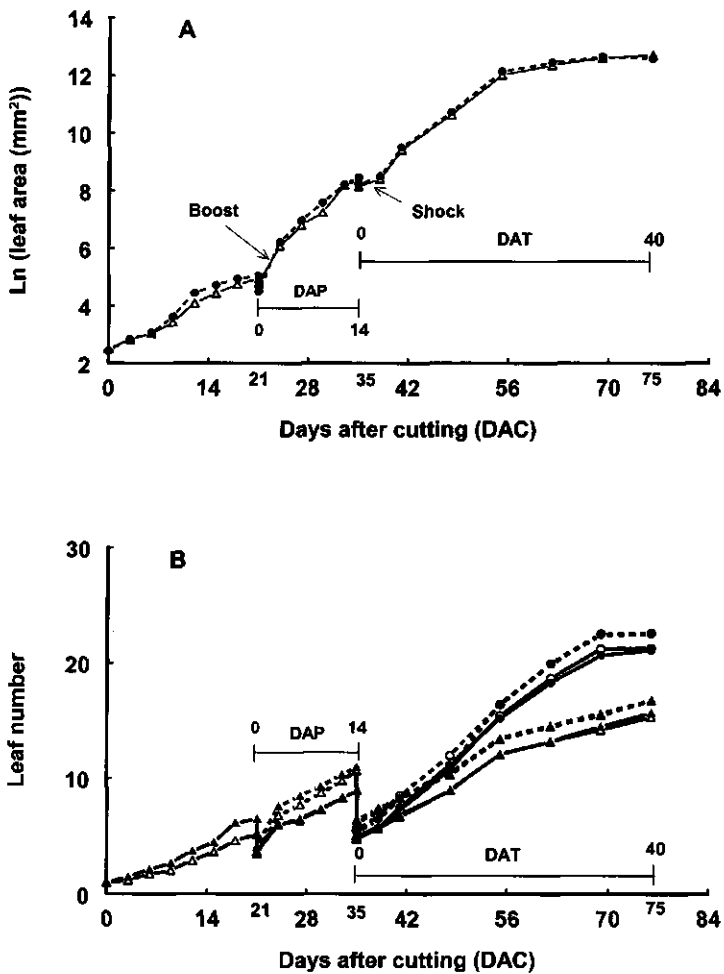 A
Ln (leaf area (mm²))
14
12
10
8
6
4
2
Boost
Shock
0 DAT 40
DAP
0 14
0 14 21 28 35 42 56 70 75 84
Days after cutting (DAC)
B
Leaf number
30
20
10
0
0 DAP 14
0 DAT 40
0 14 21 28 35 42 56 70 75 84
Days after cutting (DAC)